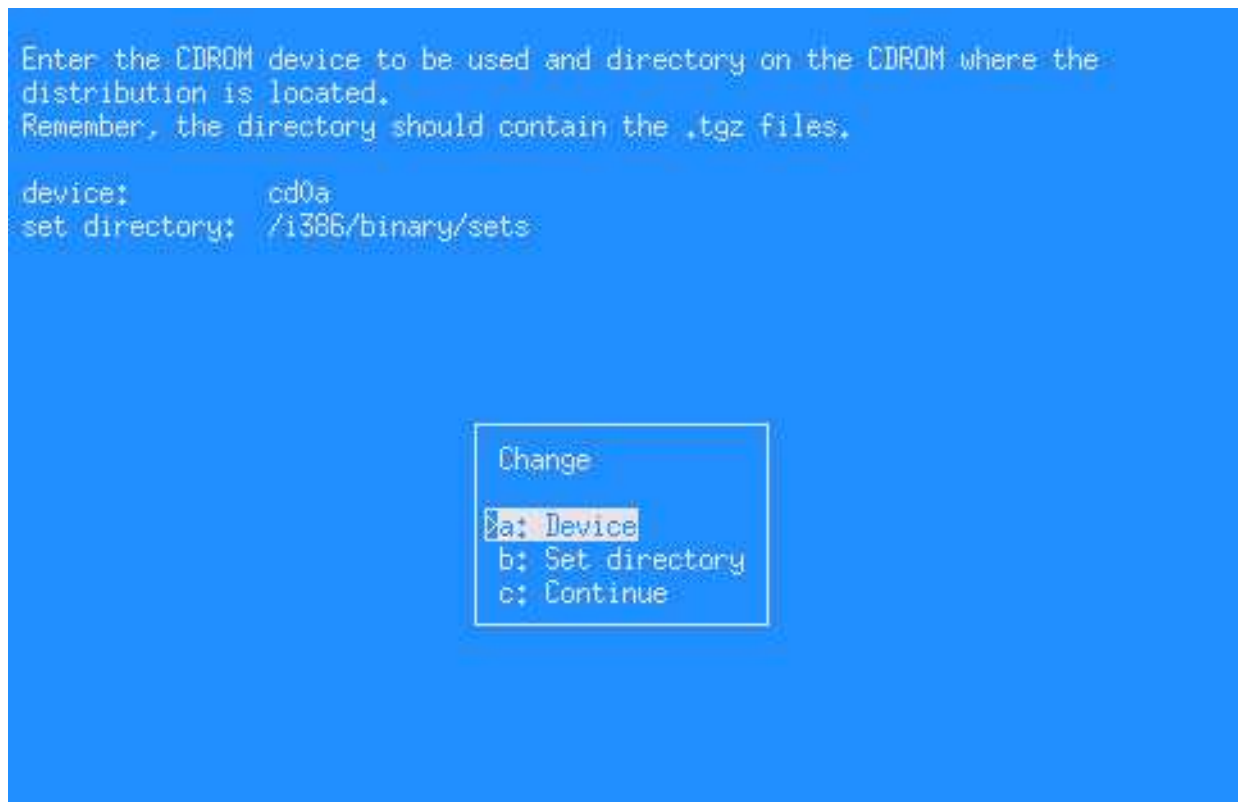 Enter the CDROM device to be used and directory on the CDROM where the
distribution is located.
Remember, the directory should contain the .tgz files.
device: cd0a
set directory: /i386/binary/sets
Change
>a: Device
b: Set directory
c: Continue